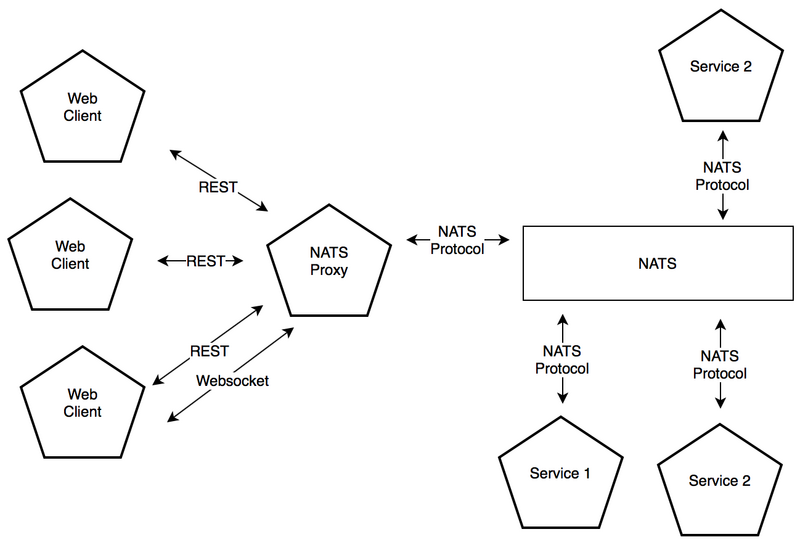 Service 2
Web
Client
NATS
Protocol
REST
Web
Client
REST
NATS
Proxy
NATS
Protocol
NATS
REST
Websocket
Web
Client
NATS
Protocol
NATS
Protocol
Service 1
Service 2